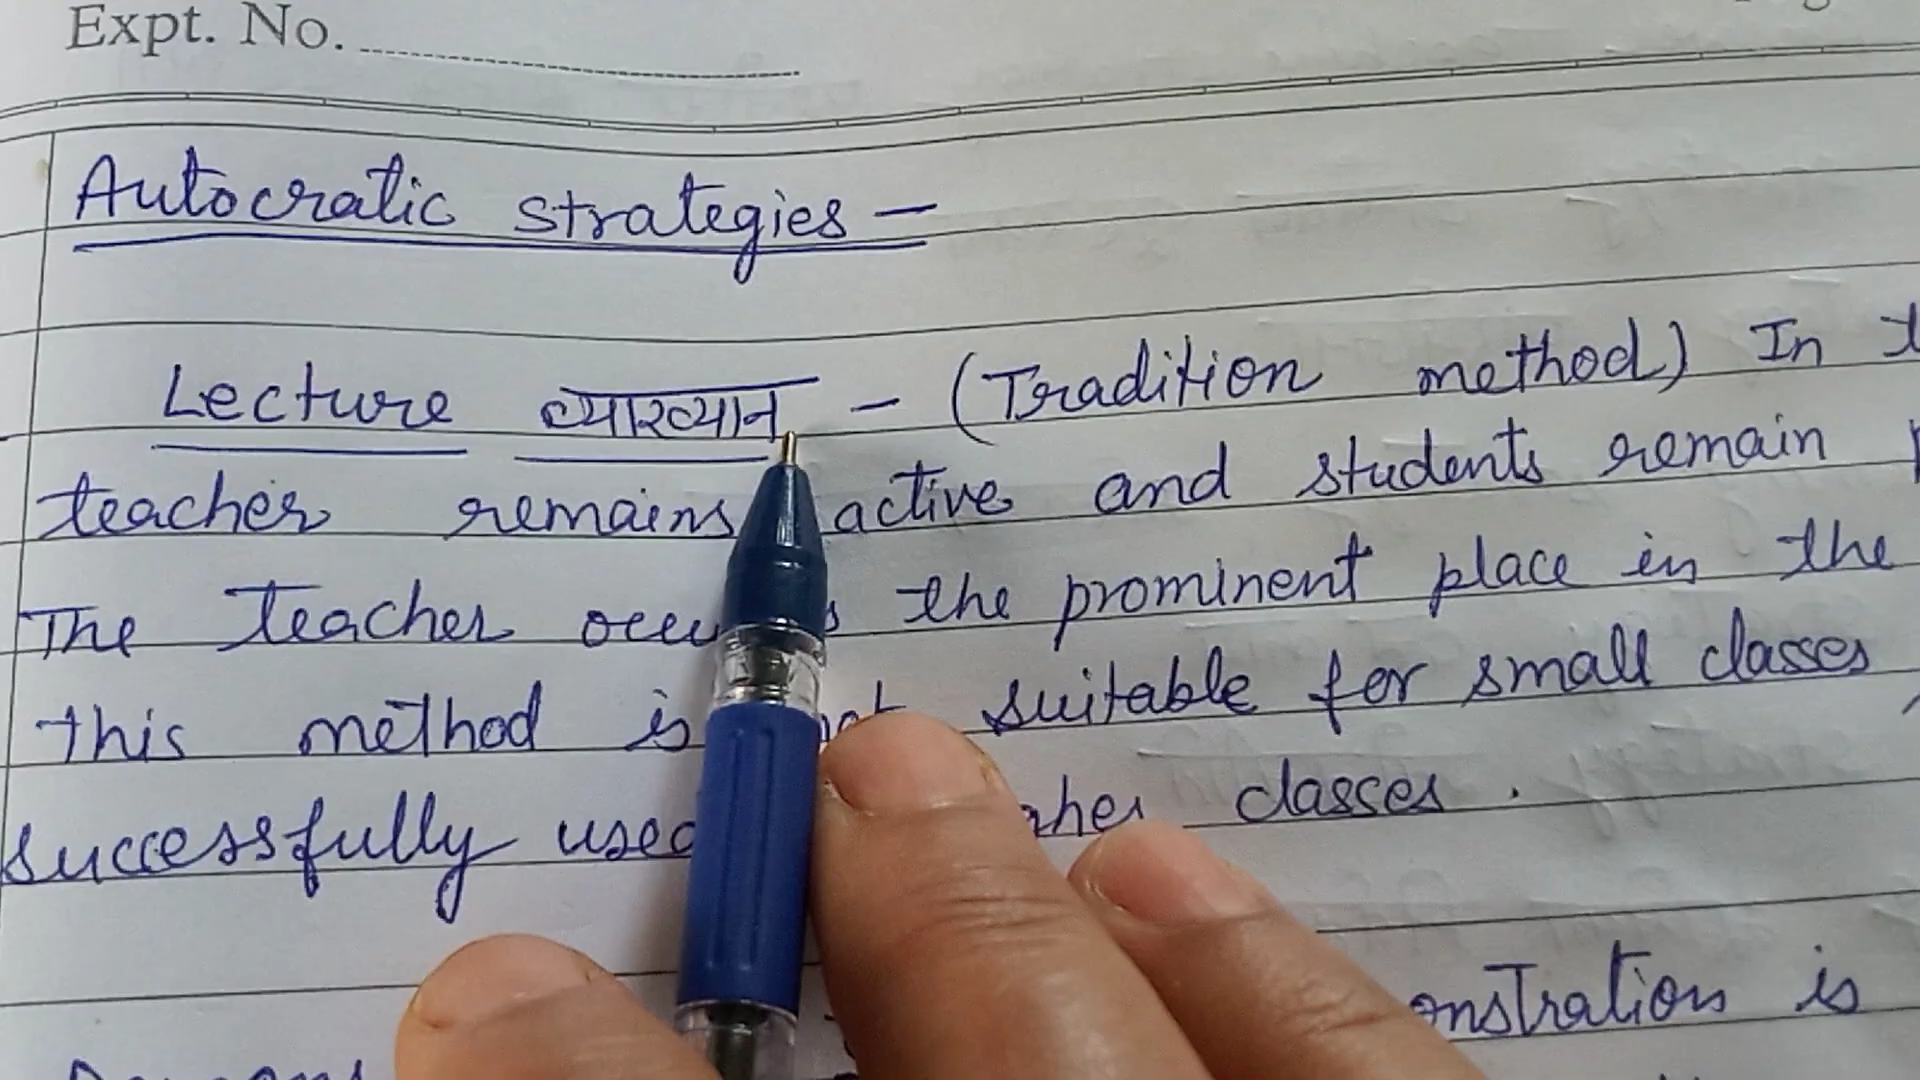 Expt. No.
Autocratic strategies -
Lecture व्याख्यान - (Tradition method) In
teacher remains active and students remain
The teacher the prominent place in the
this method is suitable for small classes
successfully used classes.
is